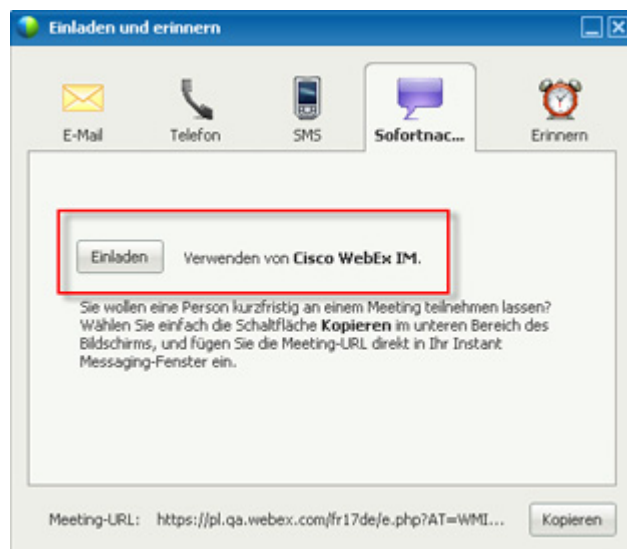 Einladen und erinnern
E-Mail
Telefon
SMS
Sofortnac...
Erinnern
Einladen
Verwenden von Cisco WebEx IM.
Sie wollen eine Person kurzfristig an einem Meeting teilnehmen lassen?
Wählen Sie einfach die Schaltfläche Kopieren im unteren Bereich des
Bildschirms, und fügen Sie die Meeting-URL direkt in Ihr Instant
Messaging-Fenster ein.
Meeting-URL: https://pl.qa.webex.com/fr17de/e.php?AT=WMI...
Kopieren